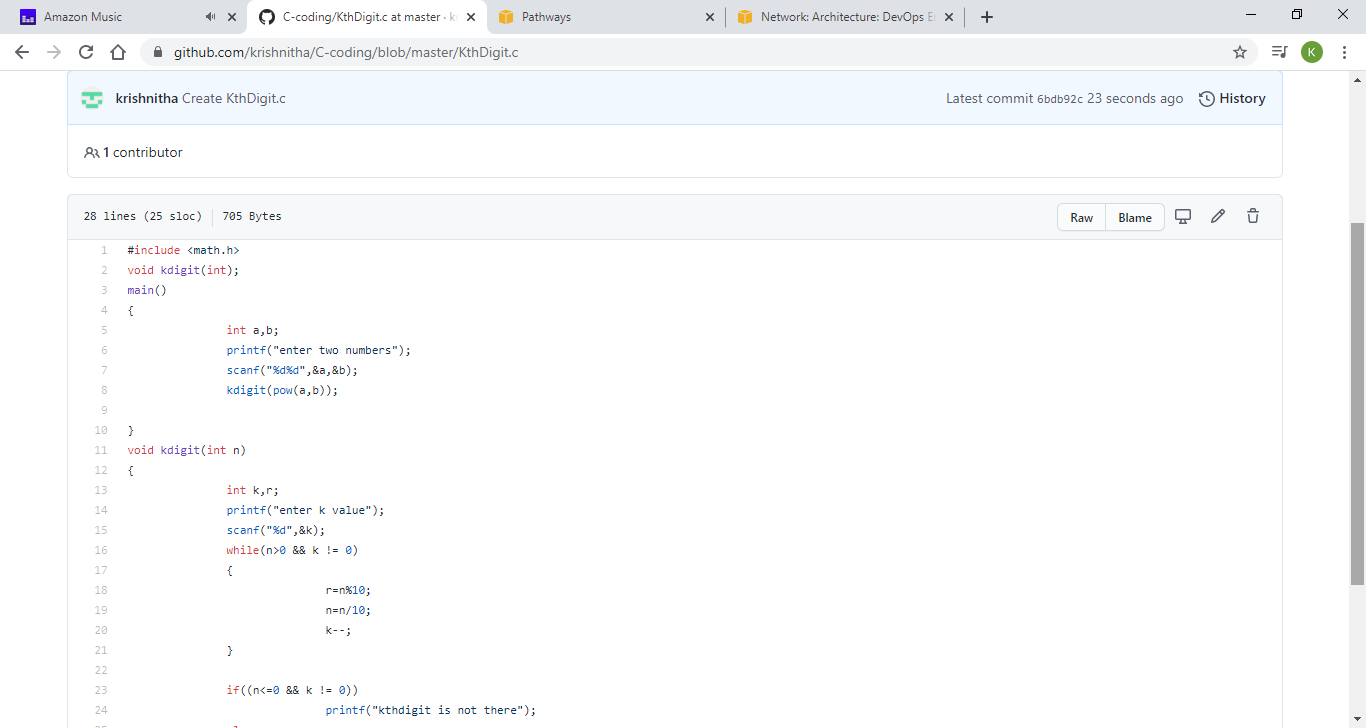 Amazon Music
C-coding/KthDigit.c at master · k
Pathways
Network: Architecture: DevOps E
github.com/krishnitha/C-coding/blob/master/KthDigit.c
K
krishnitha Create KthDigit.c
Latest commit 6bdb92c 23 seconds ago
History
1 contributor
28 lines (25 sloc)
705 Bytes
Raw
Blame
1 #include <math.h>
2 void kdigit(int);
3 main()
4 {
5 int a,b;
6 printf("enter two numbers");
7 scanf("%d%d",&a,&b);
8 kdigit(pow(a,b));
9
10 }
11 void kdigit(int n)
12 {
13 int k,r;
14 printf("enter k value");
15 scanf("%d",&k);
16 while(n>0 && k != 0)
17 {
18 r=n%10;
19 n=n/10;
20 k--;
21 }
22
23 if((n<=0 && k != 0))
24 printf("kthdigit is not there");